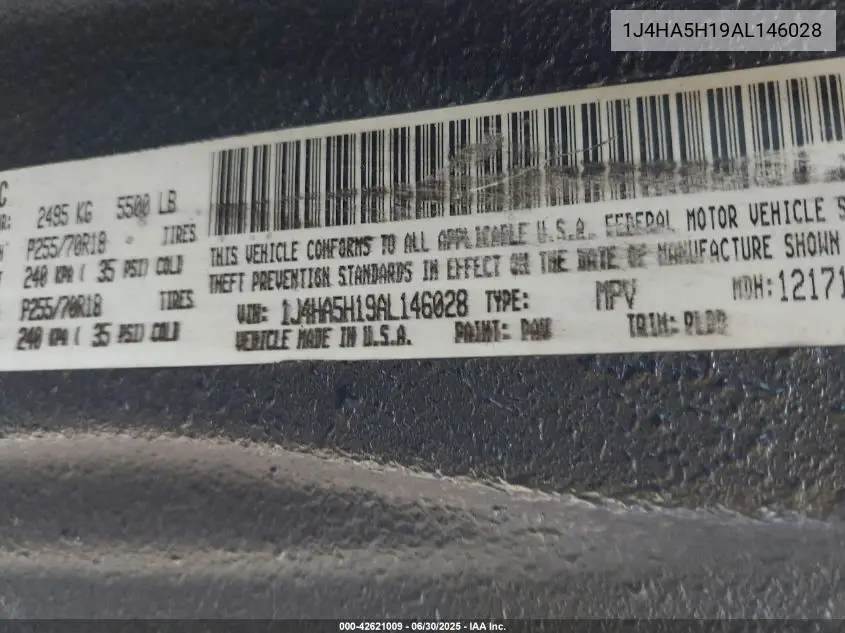 1J4HA5H19AL146028
2495 KG 5500 LB
P255/70R18 TIRES
240 KPA ( 35 PSI) COLD
P255/70R18 TIRES
240 KPA ( 35 PSI) COLD
THIS VEHICLE CONFORMS TO ALL APPLICABLE U.S.A. FEDERAL MOTOR VEHICLE S
THEFT PREVENTION STANDARDS IN EFFECT ON THE DATE OF MANUFACTURE SHOWN
VIN: 1J4HA5H19AL146028 TYPE: MPV MDH: 12171
VEHICLE MADE IN U.S.A. PAINT: TRIM:
000-42621009 - 06/30/2025 - IAA Inc.